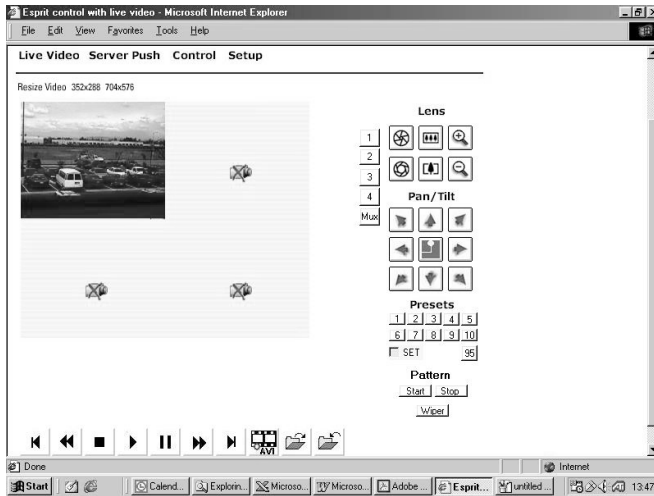 Esprit control with live video - Microsoft Internet Explorer
File Edit View Favorites Tools Help
Live Video Server Push Control Setup
Resize Video 352x288 704x576
Lens
1
2
3
4
Mux
Pan/Tilt
Presets
1 2 3 4 5
6 7 8 9 10
SET 95
Pattern
Start Stop
Wiper
AVI
Done Internet
Start Calend... Explorin... Microso... Microso... Adobe ... Esprit... untitled ... 13:47